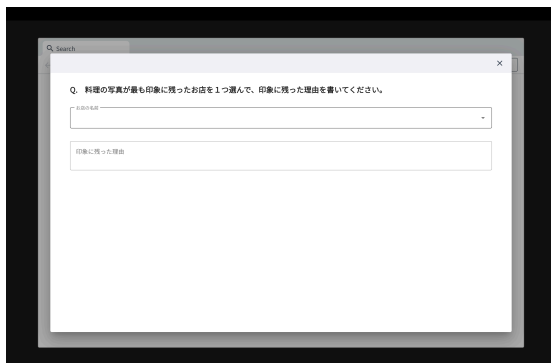 Search
Q. 料理の写真が最も印象に残ったお店を１つ選んで、印象に残った理由を書いてください。
お店の名前
印象に残った理由